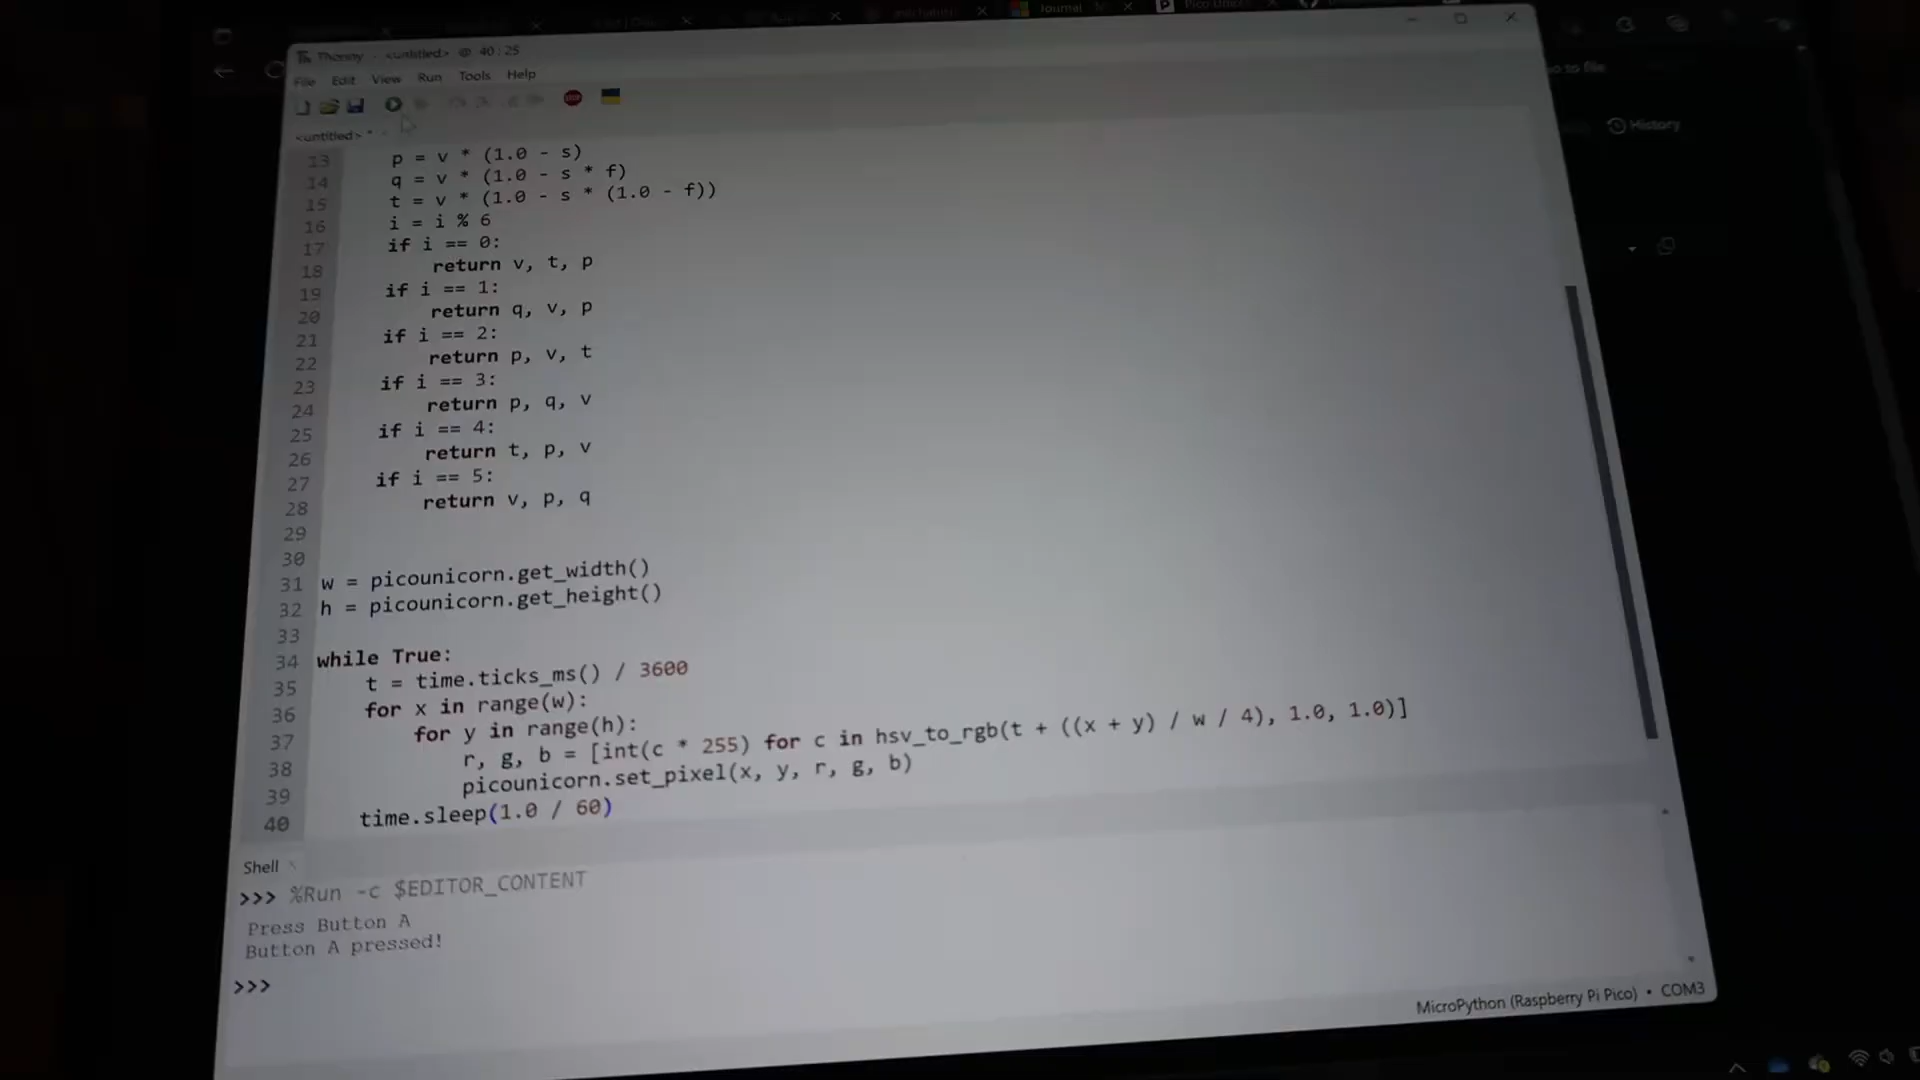 Journal
Thonny - <untitled> @ 40:25
File Edit View Run Tools Help
History
<untitled> *
13 p = v * (1.0 - s)
14 q = v * (1.0 - s * f)
15 t = v * (1.0 - s * (1.0 - f))
16 i = i % 6
17 if i == 0:
18 return v, t, p
19 if i == 1:
20 return q, v, p
21 if i == 2:
22 return p, v, t
23 if i == 3:
24 return p, q, v
25 if i == 4:
26 return t, p, v
27 if i == 5:
28 return v, p, q
29
30
31 w = picounicorn.get_width()
32 h = picounicorn.get_height()
33
34 while True:
35 t = time.ticks_ms() / 3600
36 for x in range(w):
37 for y in range(h):
38 r, g, b = [int(c * 255) for c in hsv_to_rgb(t + ((x + y) / w / 4), 1.0, 1.0)]
39 picounicorn.set_pixel(x, y, r, g, b)
40 time.sleep(1.0 / 60)
Shell
>>> %Run -c $EDITOR_CONTENT
Press Button A
Button A pressed!
>>>
MicroPython (Raspberry Pi Pico) • COM3